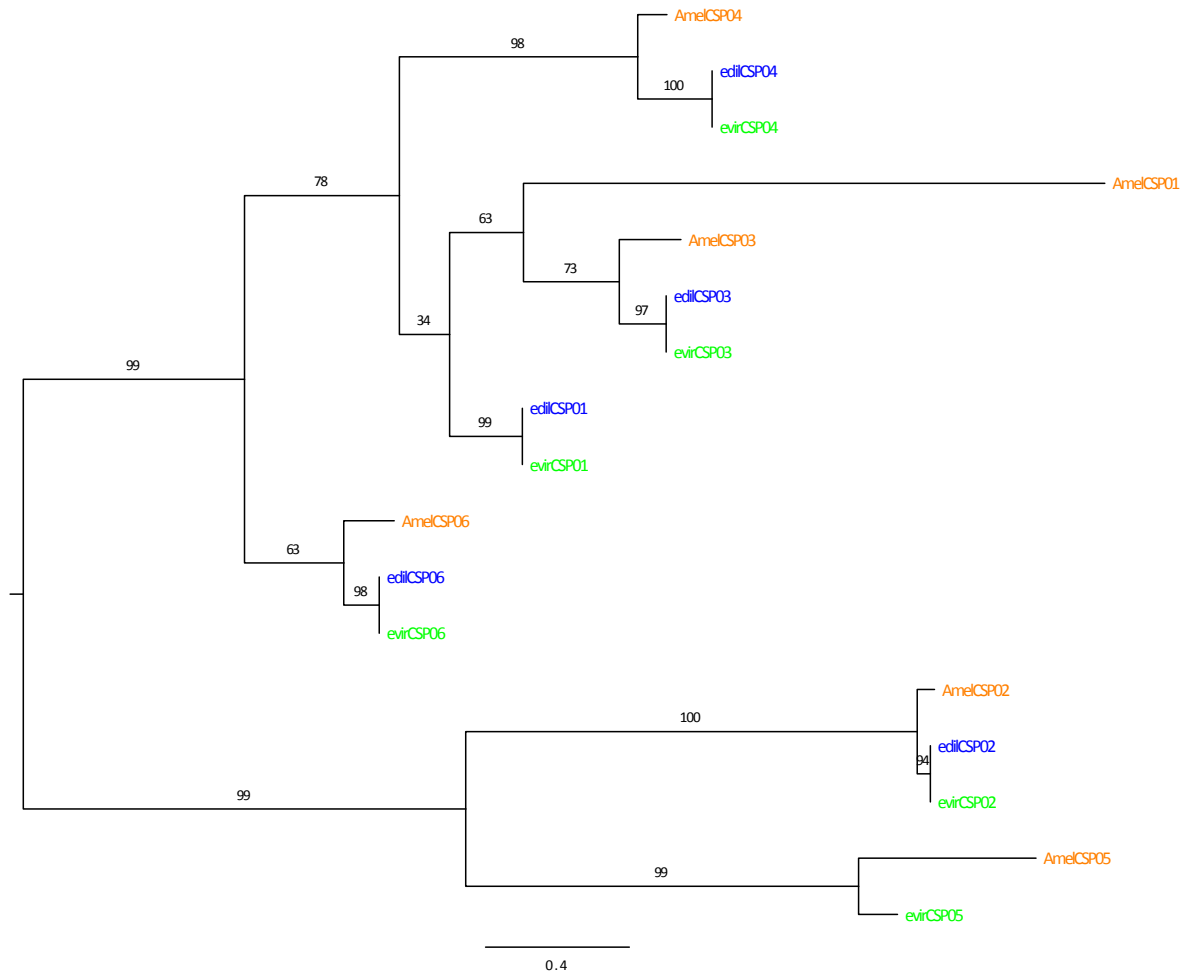 AmelCSP04
98
edilCSP04
100
evirCSP04
78
AmelCSP01
63
AmelCSP03
73
edilCSP03
97
34
evirCSP03
99
edilCSP01
99
evirCSP01
AmelCSP06
63
edilCSP06
98
evirCSP06
AmelCSP02
100
edilCSP02
94
99
evirCSP02
AmelCSP05
99
evirCSP05
0.4